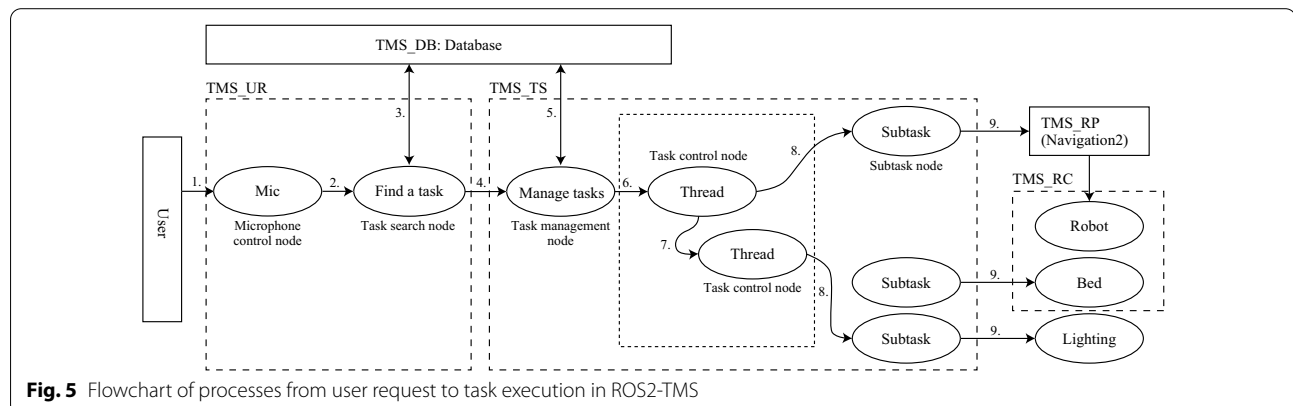 TMS_DB: Database
TMS_UR
TMS_TS
3.
5.
User
1.
Mic
Microphone
control node
2.
Find a task
Task search node
4.
Manage tasks
Task management
node
6.
Task control node
Thread
7.
Thread
Task control node
8.
8.
Subtask
Subtask node
9.
TMS_RP
(Navigation2)
TMS_RC
Robot
Subtask
9.
Bed
Subtask
9.
Lighting
Fig. 5 Flowchart of processes from user request to task execution in ROS2-TMS